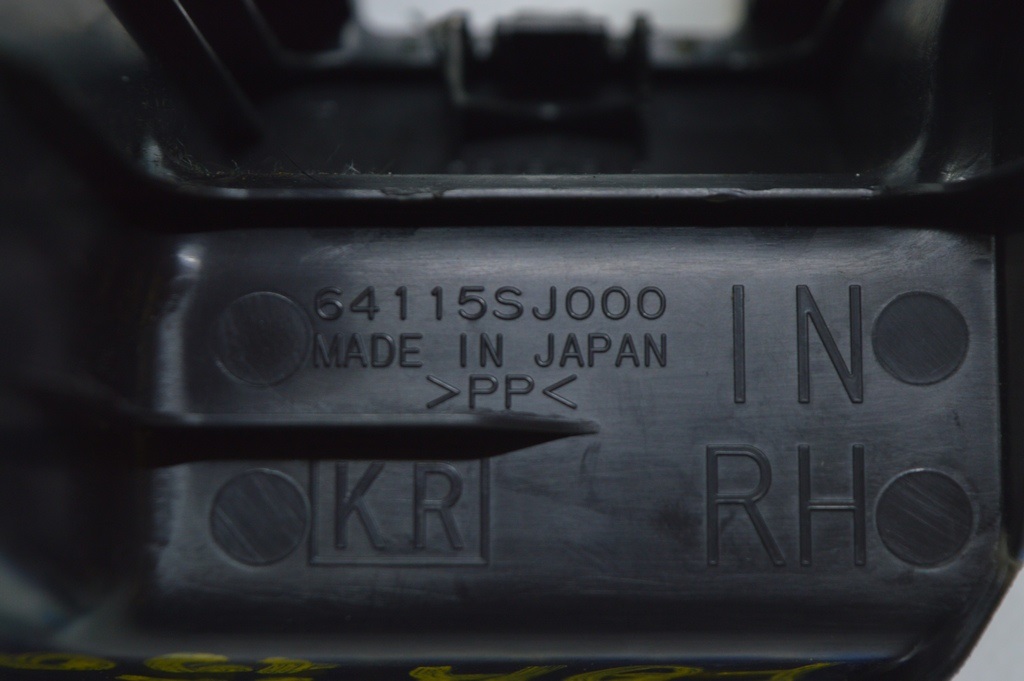 64115SJ000
MADE IN JAPAN
>PP<
IN
KR
RH